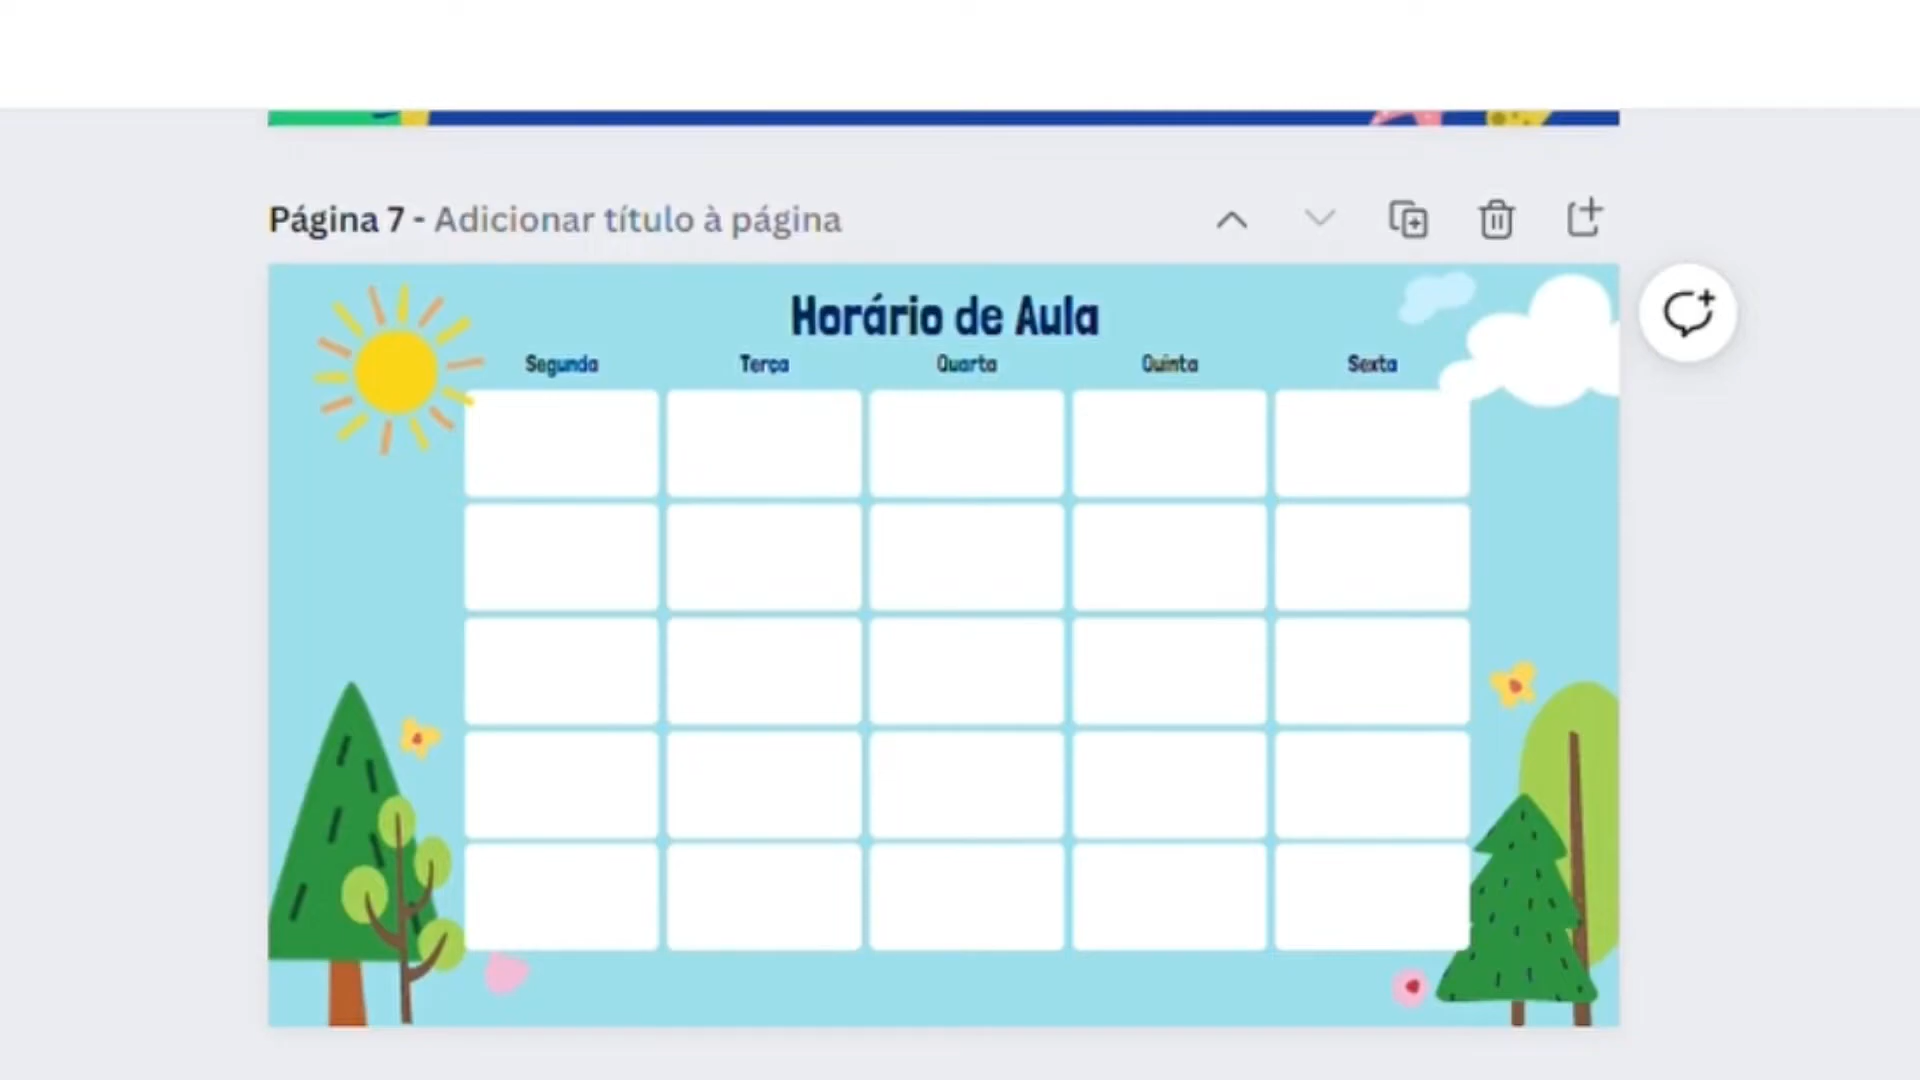 Página 7 - Adicionar título à página
Horário de Aula
Segunda Terça Quarta Quinta Sexta